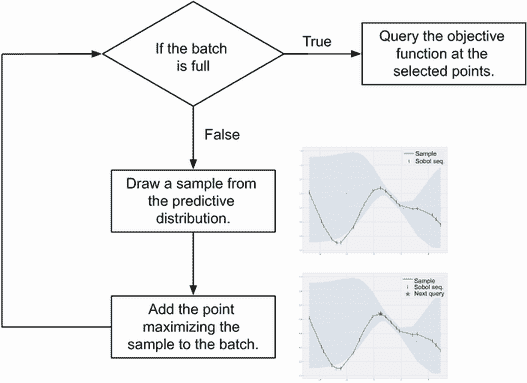 If the batch
is full
True
Query the objective
function at the
selected points.
False
Draw a sample from
the predictive
distribution.
Sample
Sobol seq.
Add the point
maximizing the
sample to the batch.
Sample
Sobol seq.
Next query